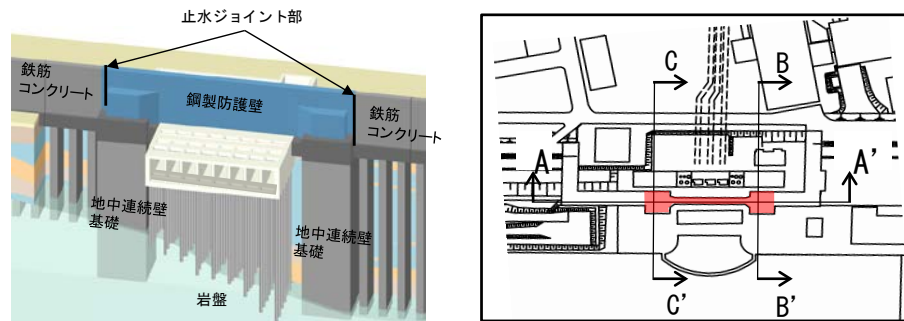 止水ジョイント部
鉄筋
コンクリート
鋼製防護壁
鉄筋
コンクリート
地中連続壁
基礎
地中連続壁
基礎
岩盤
C
B
A
A'
C'
B'